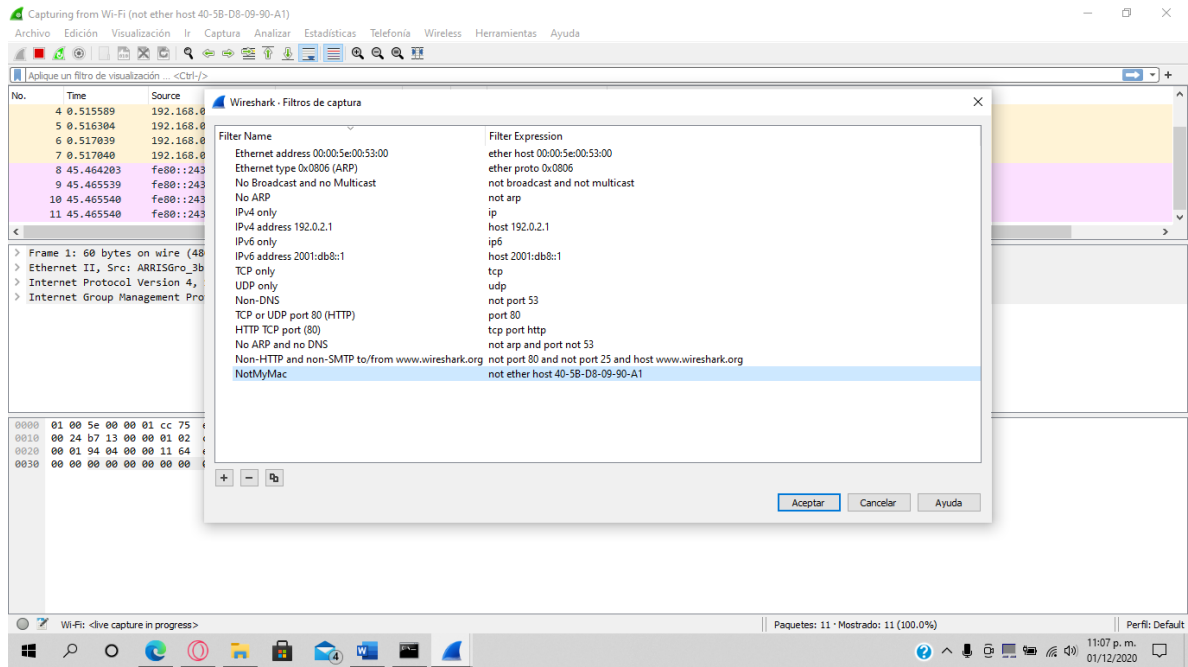 Capturing from Wi-Fi (not ether host 40-5B-D8-09-90-A1)
Archivo Edición Visualización Ir Captura Analizar Estadísticas Telefonía Wireless Herramientas Ayuda
Aplique un filtro de visualización ... <Ctrl-/>
No. Time Source
4 0.515589 192.168.0
5 0.516304 192.168.0
6 0.517039 192.168.0
7 0.517040 192.168.0
8 45.464203 fe80::243
9 45.465539 fe80::243
10 45.465540 fe80::243
11 45.465540 fe80::243
Frame 1: 60 bytes on wire (48
Ethernet II, Src: ARRISGro_3b
Internet Protocol Version 4,
Internet Group Management Pro
0000 01 00 5e 00 00 01 cc 75
0010 00 24 b7 13 00 00 01 02
0020 00 01 94 04 00 00 11 64
0030 00 00 00 00 00 00 00 00
Wireshark · Filtros de captura
Filter Name Filter Expression
Ethernet address 00:00:5e:00:53:00 ether host 00:00:5e:00:53:00
Ethernet type 0x0806 (ARP) ether proto 0x0806
No Broadcast and no Multicast not broadcast and not multicast
No ARP not arp
IPv4 only ip
IPv4 address 192.0.2.1 host 192.0.2.1
IPv6 only ip6
IPv6 address 2001:db8::1 host 2001:db8::1
TCP only tcp
UDP only udp
Non-DNS not port 53
TCP or UDP port 80 (HTTP) port 80
HTTP TCP port (80) tcp port http
No ARP and no DNS not arp and port not 53
Non-HTTP and non-SMTP to/from www.wireshark.org not port 80 and not port 25 and host www.wireshark.org
NotMyMac not ether host 40-5B-D8-09-90-A1
Aceptar Cancelar Ayuda
Wi-Fi: <live capture in progress> Paquetes: 11 · Mostrado: 11 (100.0%) Perfil: Default
4
11:07 p. m.
01/12/2020